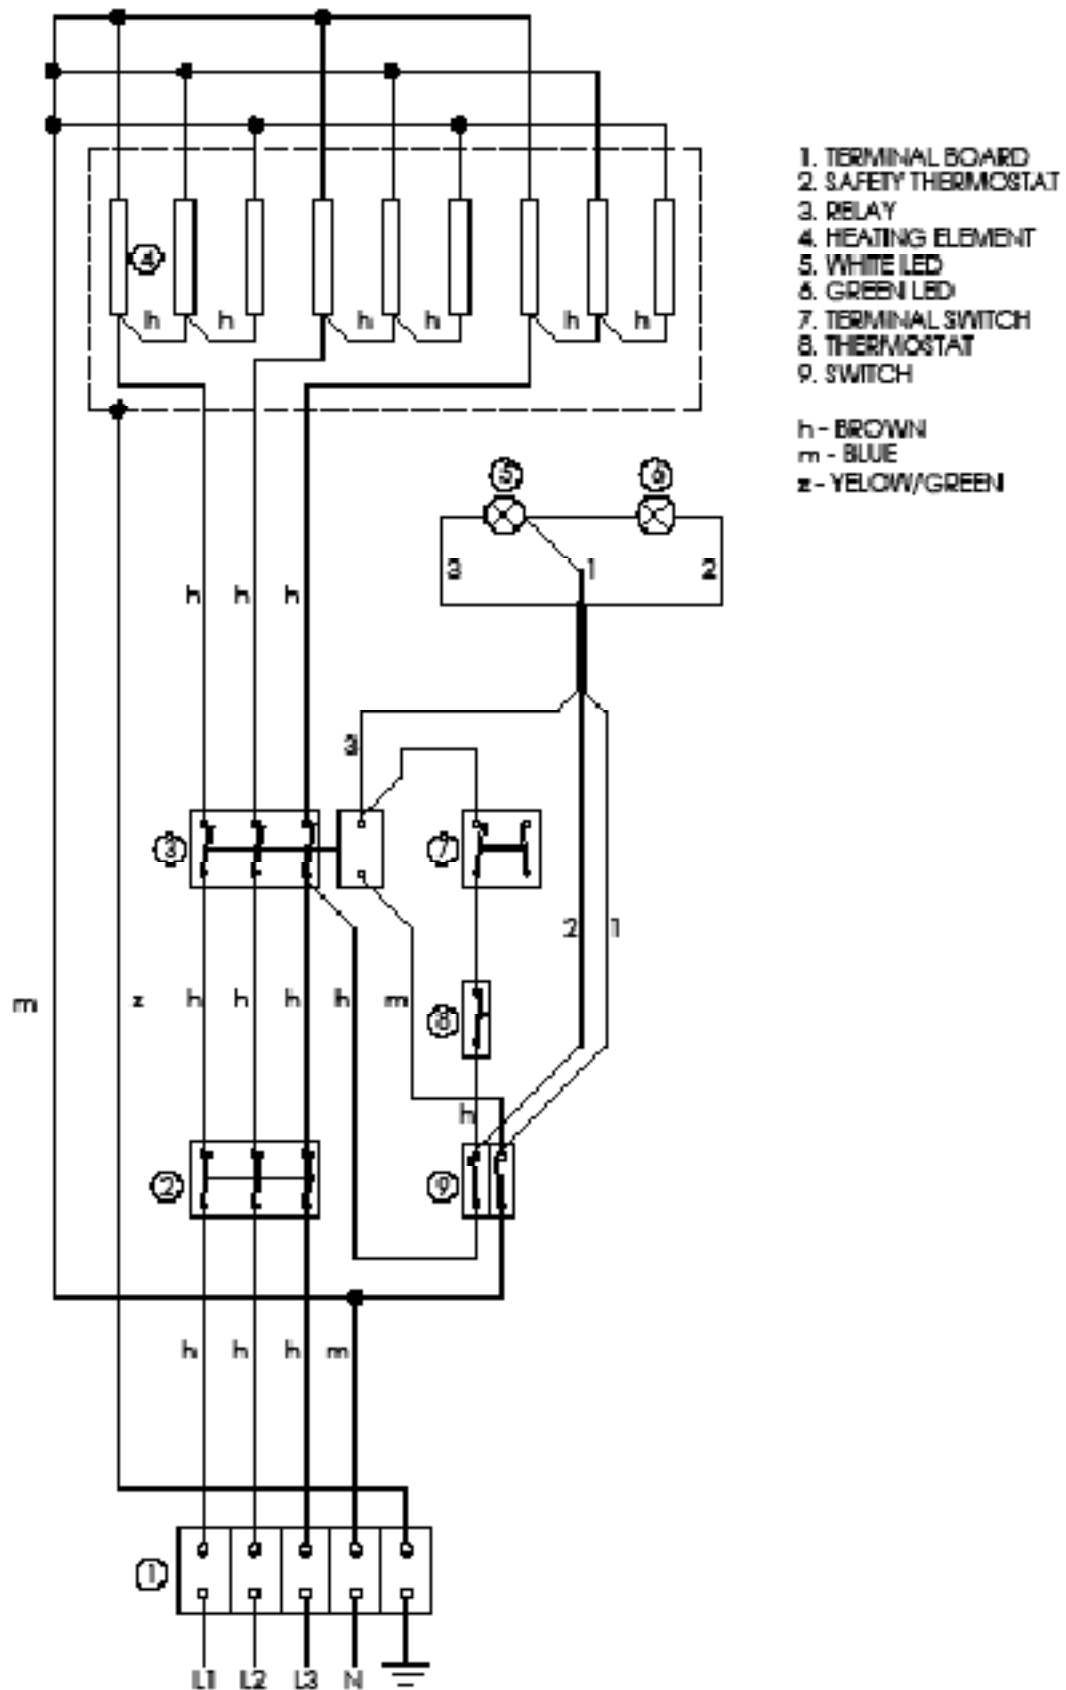 1. TERMINAL BOARD
2. SAFETY THERMOSTAT
3. RELAY
4. HEATING ELEMENT
5. WHITE LED
6. GREEN LED
7. TERMINAL SWITCH
8. THERMOSTAT
9. SWITCH
h - BROWN
m - BLUE
z - YELOW/GREEN
4
h h h h h h
5 6
3 1 2
h h h
3
3 7
2 1
m z h h h h m
8
h
2 9
h h h m
1
L1 L2 L3 N